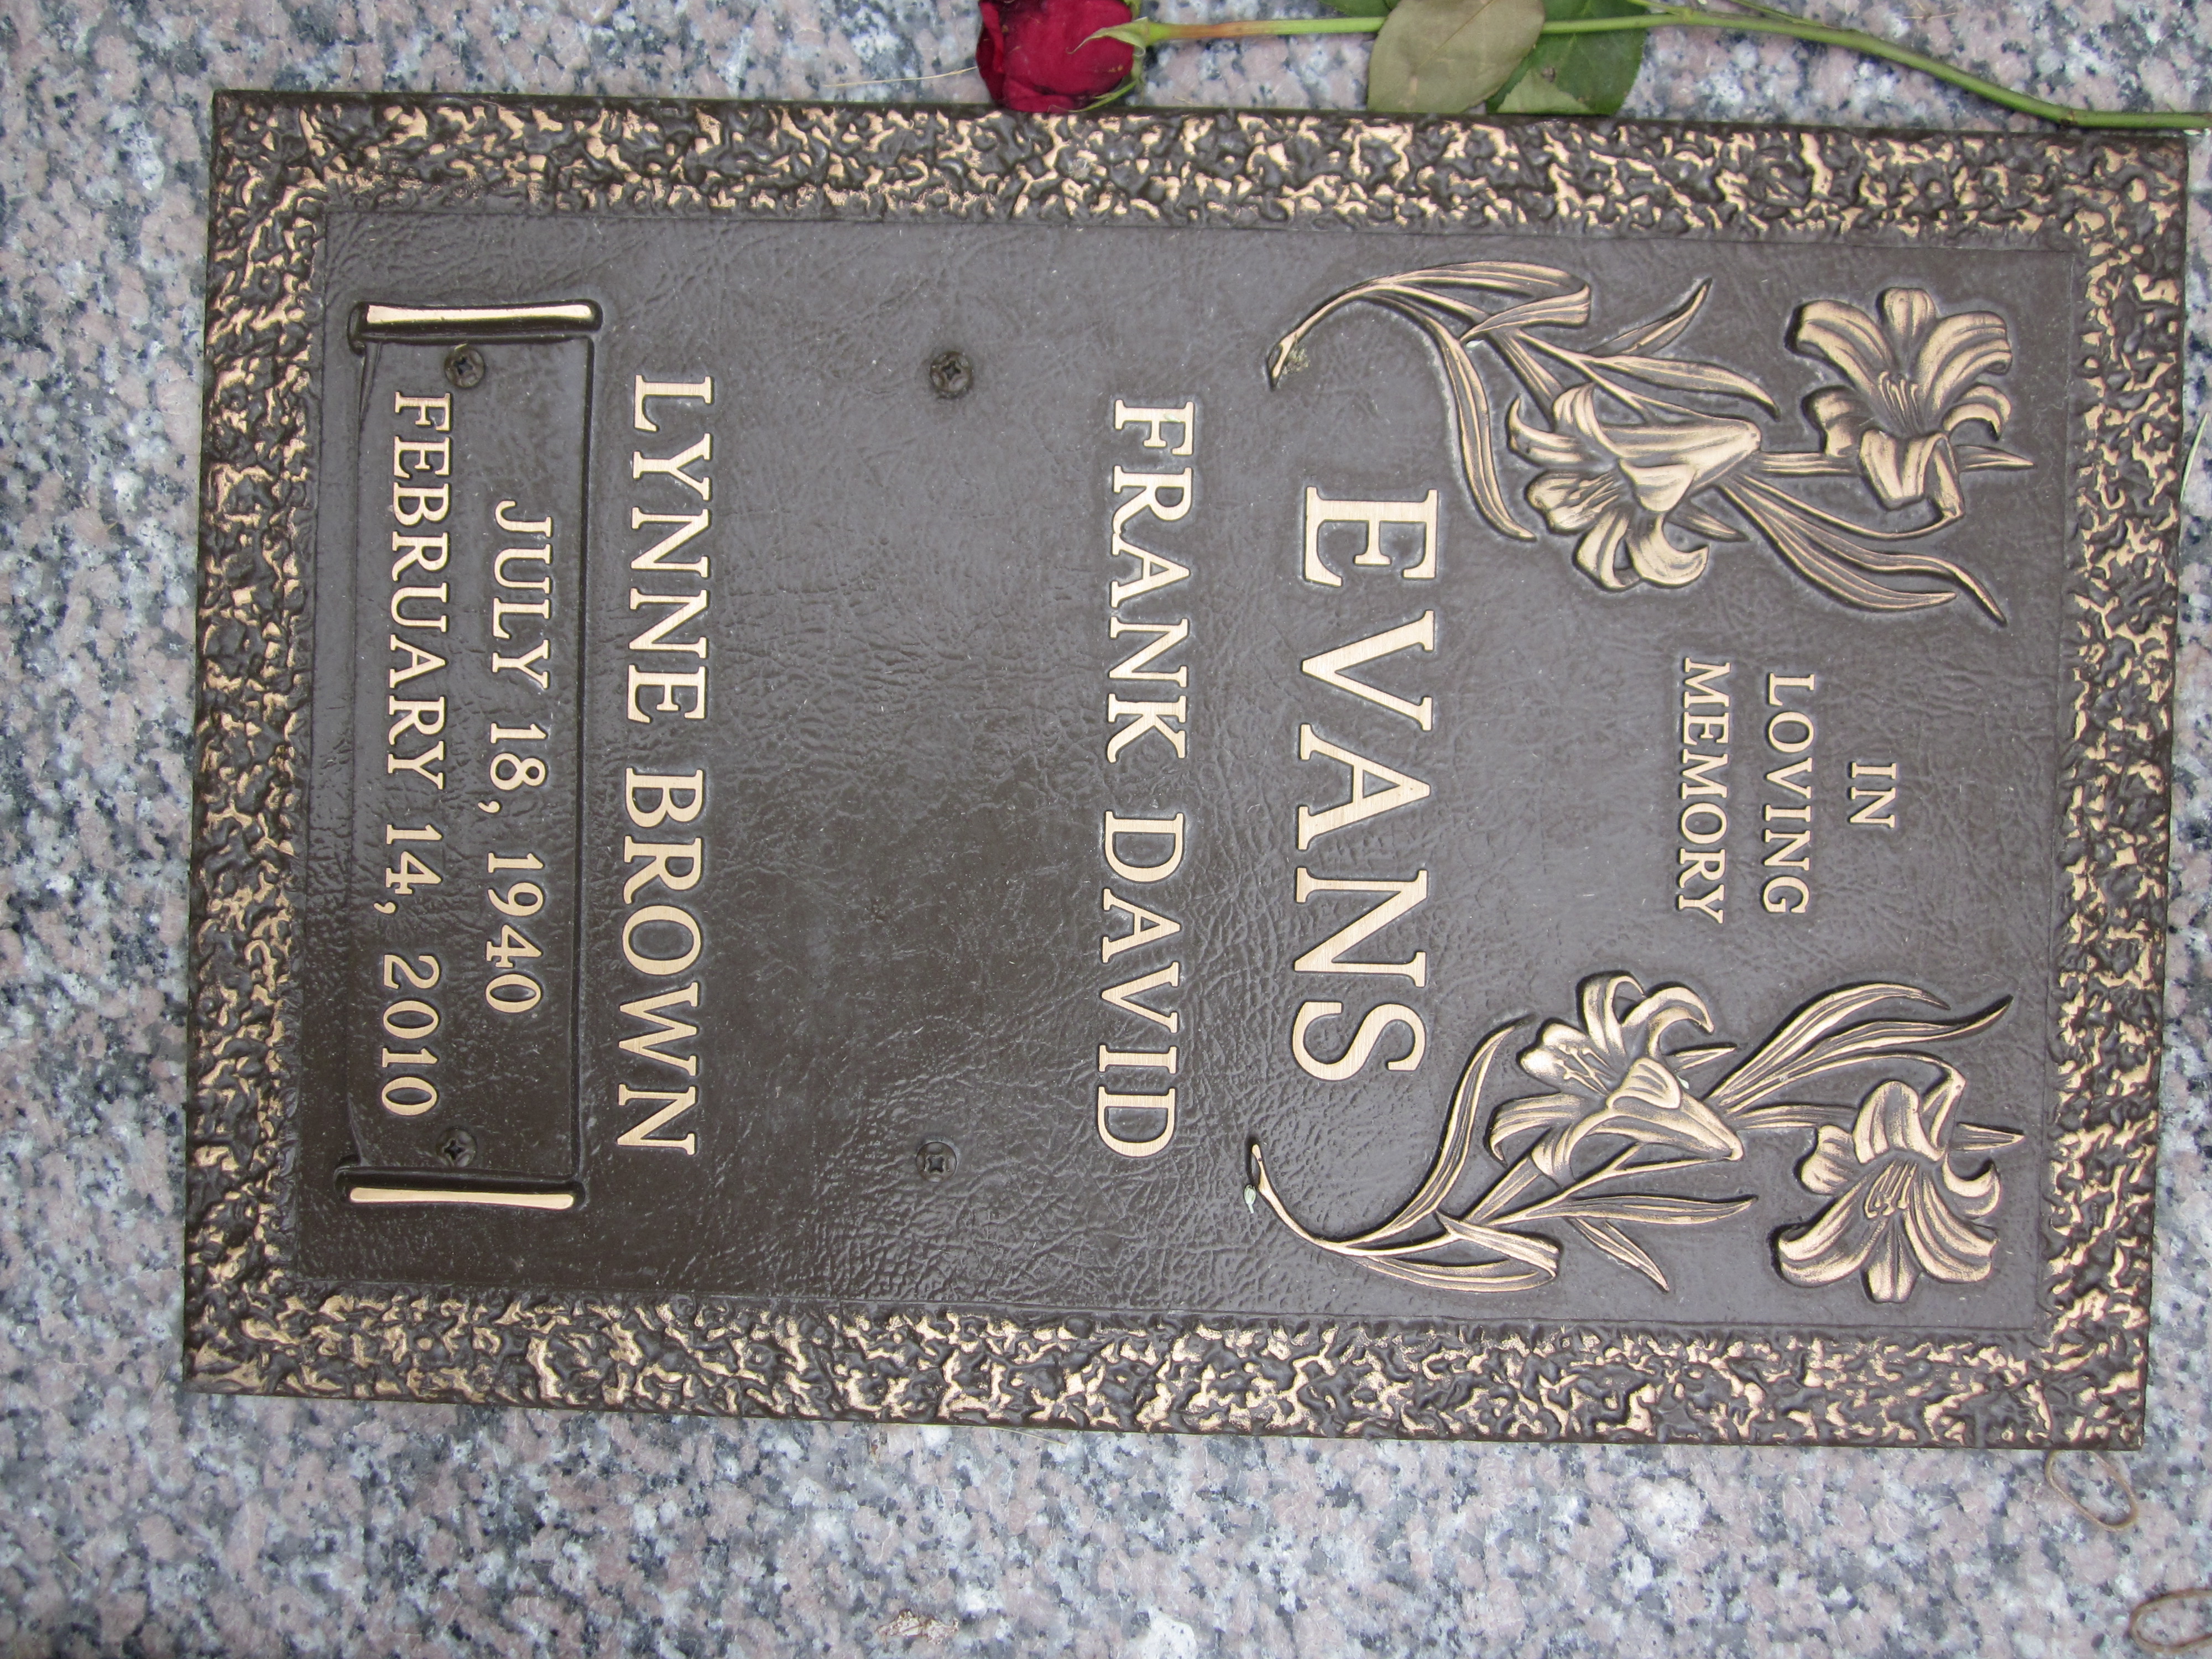 IN
LOVING
MEMORY
EVANS
FRANK DAVID
LYNNE BROWN
JULY 18, 1940
FEBRUARY 14, 2010